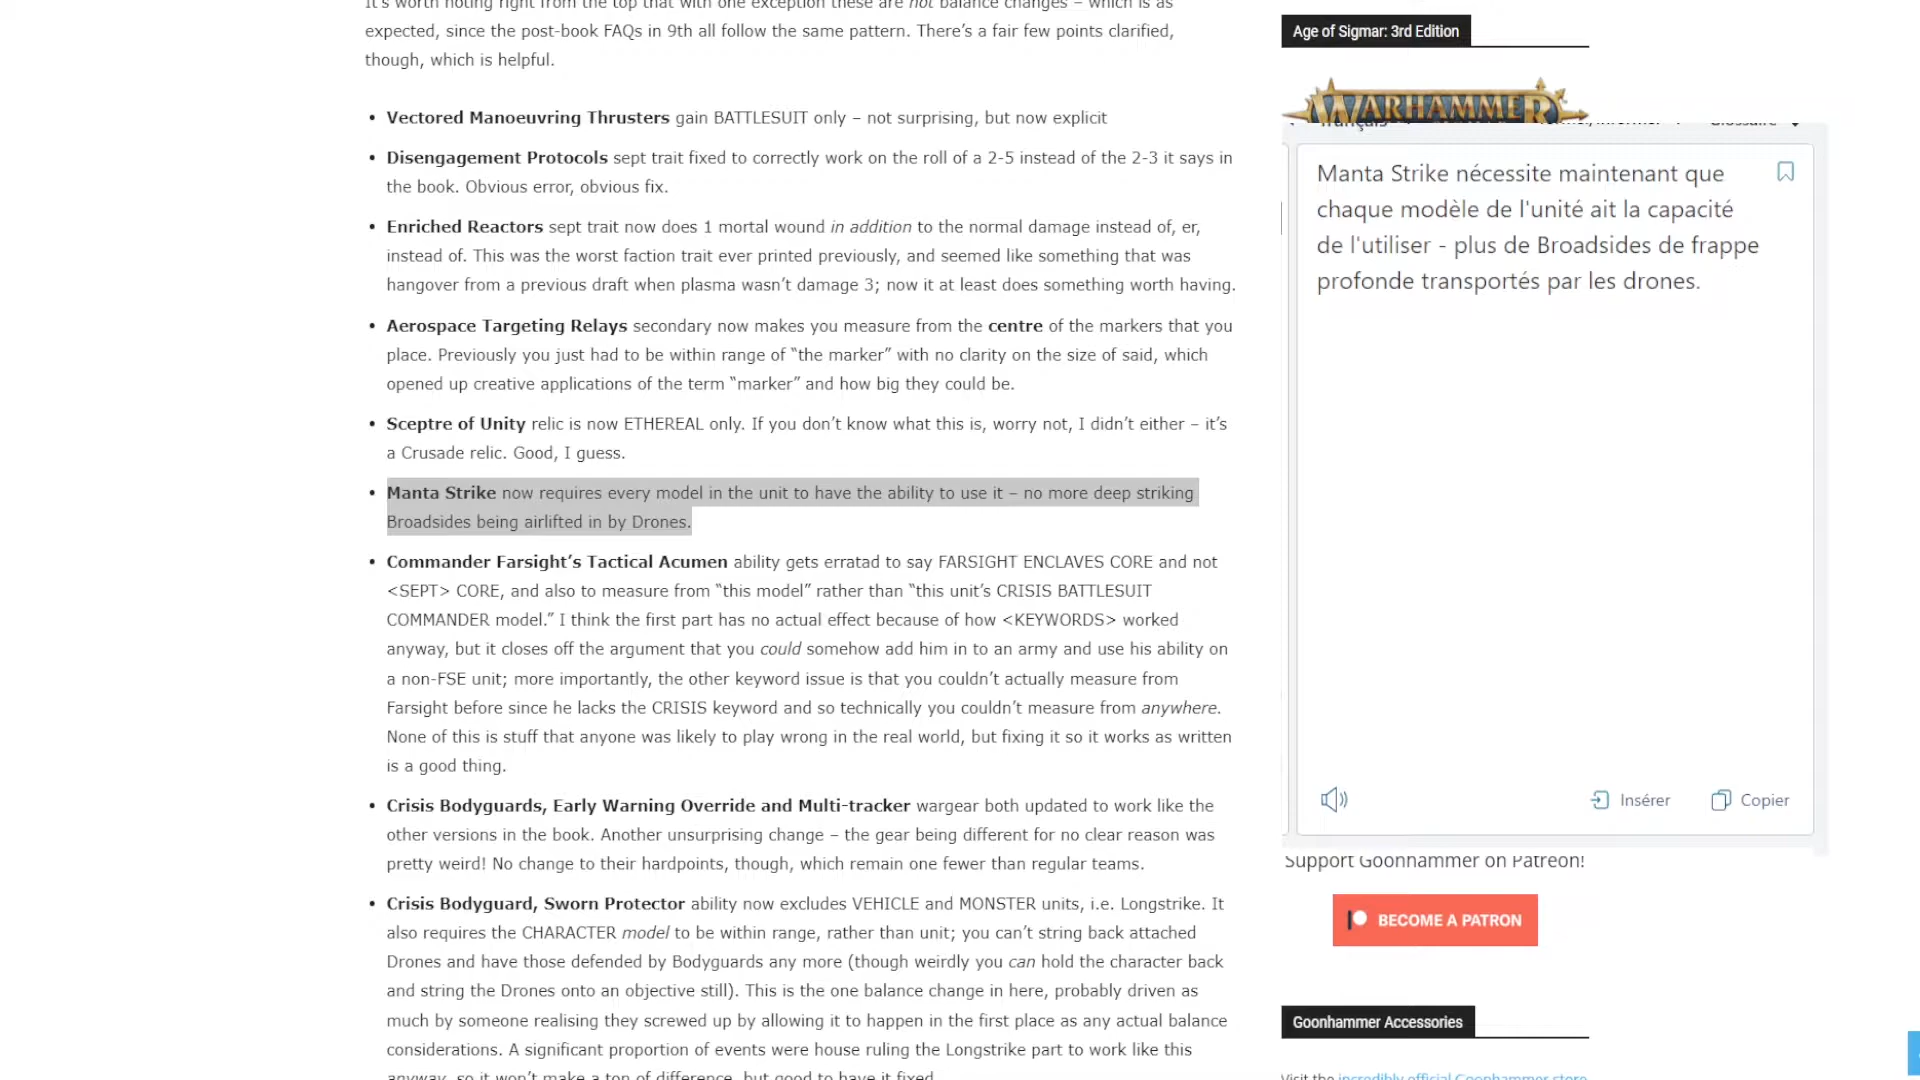 It's worth noting right from the top that with one exception these are not balance changes – which is as
expected, since the post-book FAQs in 9th all follow the same pattern. There's a fair few points clarified,
though, which is helpful.
• Vectored Manoeuvring Thrusters gain BATTLESUIT only – not surprising, but now explicit
• Disengagement Protocols sept trait fixed to correctly work on the roll of a 2-5 instead of the 2-3 it says in
the book. Obvious error, obvious fix.
• Enriched Reactors sept trait now does 1 mortal wound in addition to the normal damage instead of, er,
instead of. This was the worst faction trait ever printed previously, and seemed like something that was
hangover from a previous draft when plasma wasn't damage 3; now it at least does something worth having.
• Aerospace Targeting Relays secondary now makes you measure from the centre of the markers that you
place. Previously you just had to be within range of “the marker” with no clarity on the size of said, which
opened up creative applications of the term “marker” and how big they could be.
• Sceptre of Unity relic is now ETHEREAL only. If you don't know what this is, worry not, I didn't either – it's
a Crusade relic. Good, I guess.
• Manta Strike now requires every model in the unit to have the ability to use it – no more deep striking
Broadsides being airlifted in by Drones.
• Commander Farsight's Tactical Acumen ability gets erratad to say FARSIGHT ENCLAVES CORE and not
<SEPT> CORE, and also to measure from “this model” rather than “this unit's CRISIS BATTLESUIT
COMMANDER model.” I think the first part has no actual effect because of how <KEYWORDS> worked
anyway, but it closes off the argument that you could somehow add him in to an army and use his ability on
a non-FSE unit; more importantly, the other keyword issue is that you couldn't actually measure from
Farsight before since he lacks the CRISIS keyword and so technically you couldn't measure from anywhere.
None of this is stuff that anyone was likely to play wrong in the real world, but fixing it so it works as written
is a good thing.
• Crisis Bodyguards, Early Warning Override and Multi-tracker wargear both updated to work like the
other versions in the book. Another unsurprising change – the gear being different for no clear reason was
pretty weird! No change to their hardpoints, though, which remain one fewer than regular teams.
• Crisis Bodyguard, Sworn Protector ability now excludes VEHICLE and MONSTER units, i.e. Longstrike. It
also requires the CHARACTER model to be within range, rather than unit; you can't string back attached
Drones and have those defended by Bodyguards any more (though weirdly you can hold the character back
and string the Drones onto an objective still). This is the one balance change in here, probably driven as
much by someone realising they screwed up by allowing it to happen in the first place as any actual balance
considerations. A significant proportion of events were house ruling the Longstrike part to work like this
anyway, so it won't make a ton of difference, but good to have it fixed.
Age of Sigmar: 3rd Edition
WARHAMMER
français
Glossaire
Manta Strike nécessite maintenant que
chaque modèle de l'unité ait la capacité
de l'utiliser - plus de Broadsides de frappe
profonde transportés par les drones.
Insérer Copier
Support Goonhammer on Patreon!
BECOME A PATRON
Goonhammer Accessories
Visit the incredibly official Goonhammer store